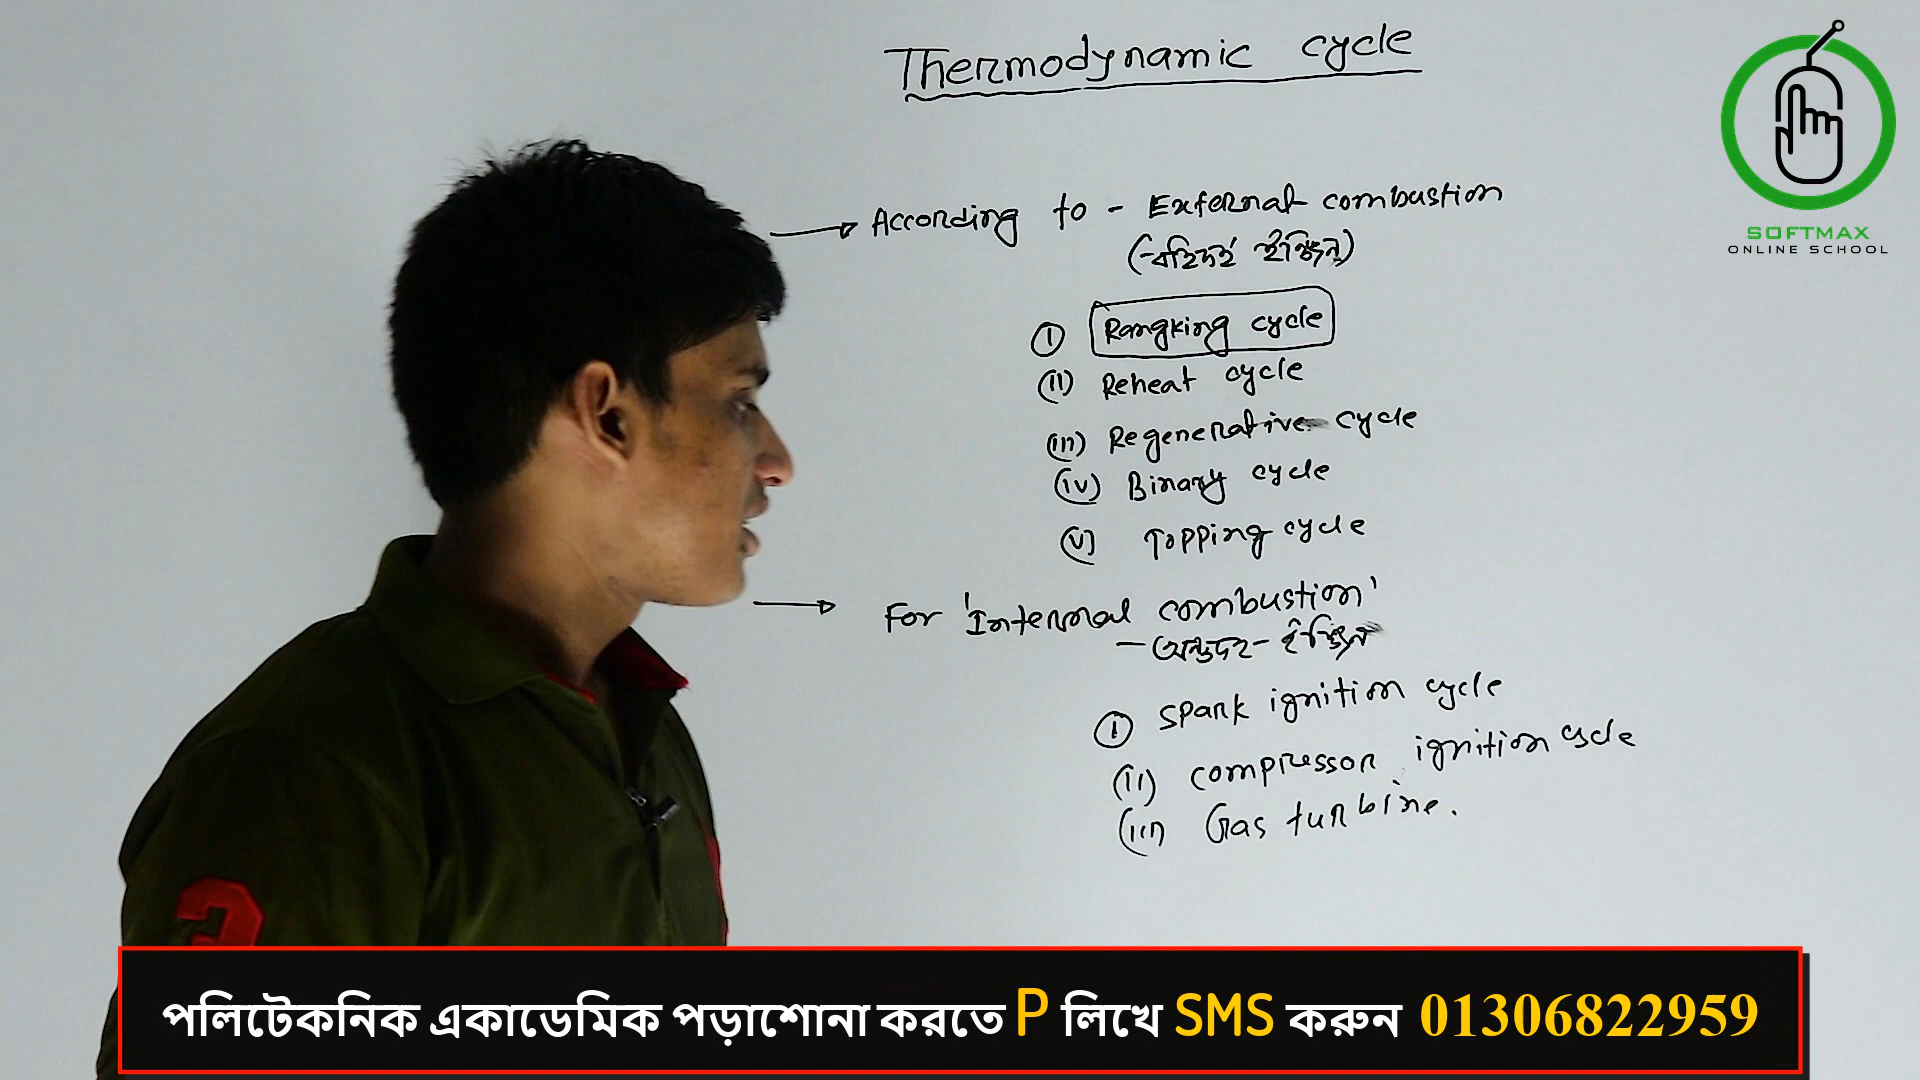 Thermodynamic cycle
SOFTMAX
ONLINE SCHOOL
According to - External combustion
(বহির্দহ ইঞ্জিন)
(i) Rangking cycle
(ii) Reheat cycle
(iii) Regenerative cycle
(iv) Binary cycle
(v) Topping cycle
For 'Internal combustion'
- অন্তদহ- ইঞ্জিন
(i) Spark ignition cycle
(ii) compressor ignition cycle
(iii) Gas turbine.
পলিটেকনিক একাডেমিক পড়াশোনা করতে P লিখে SMS করুন 01306822959